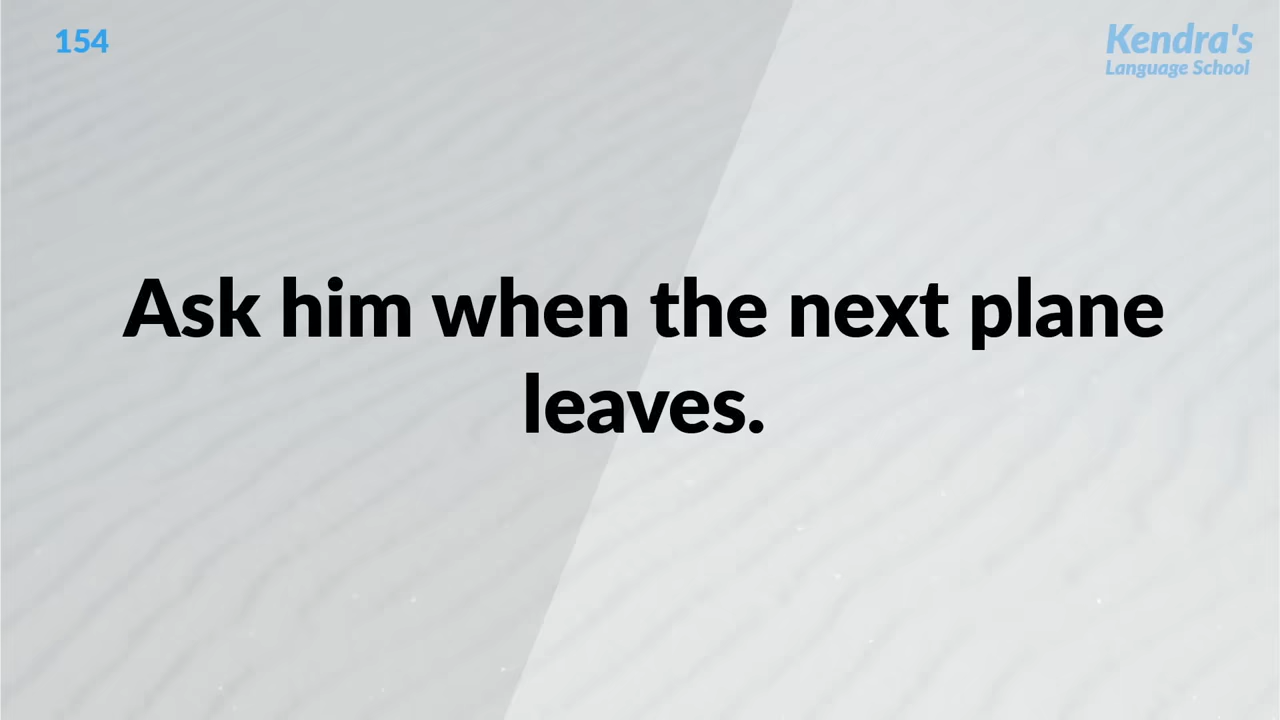 154
Kendra's
Language School
Ask him when the next plane
leaves.